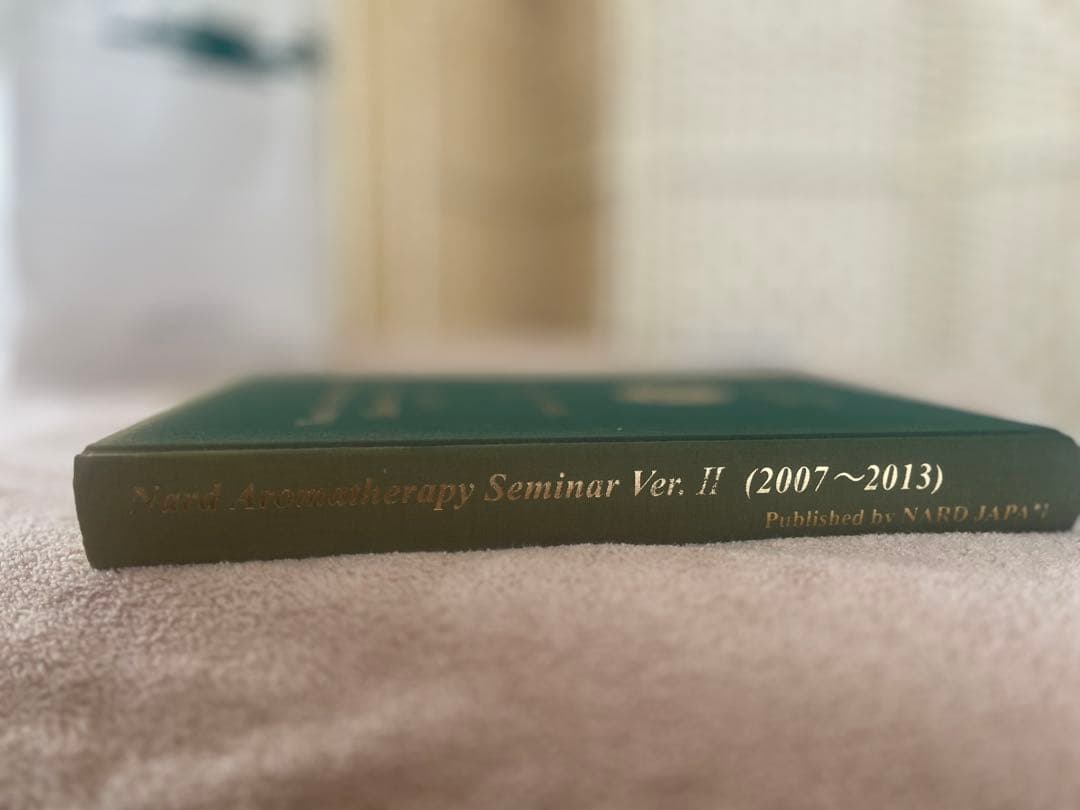 Nard Aromatherapy Seminar Ver. II (2007～2013)
Published by NARD JAPAN